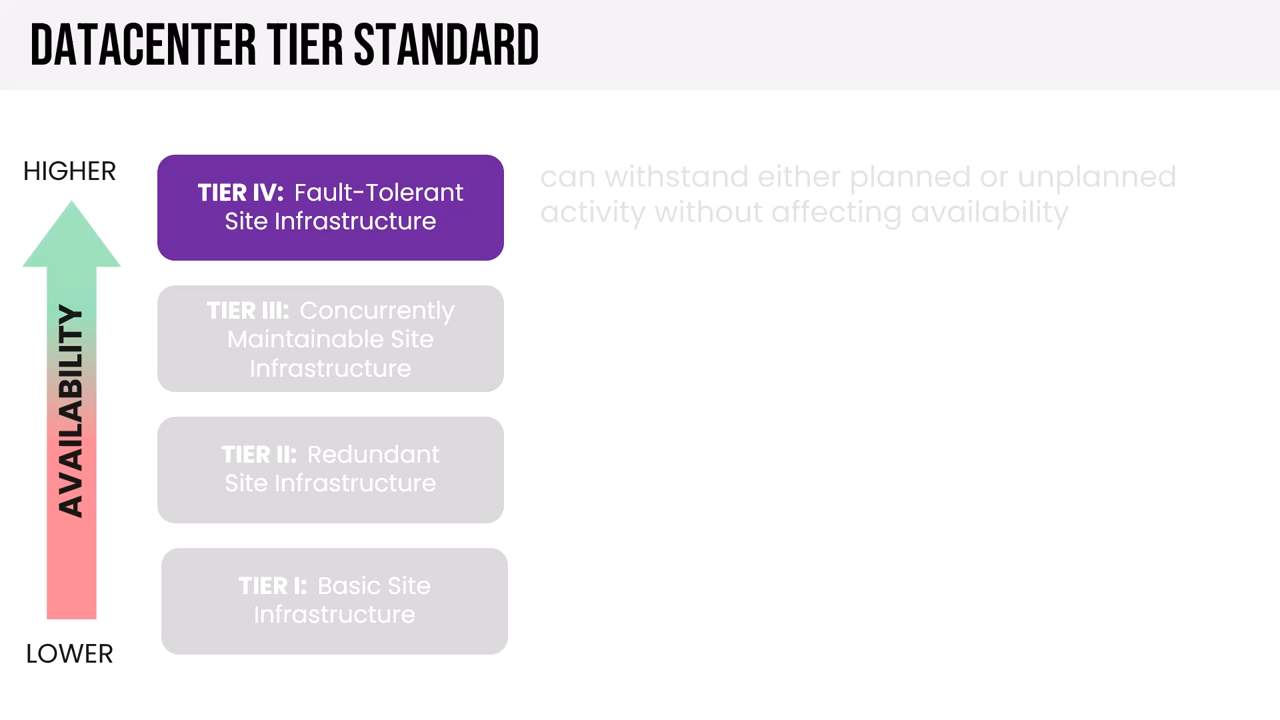 DATACENTER TIER STANDARD
HIGHER
TIER IV: Fault-Tolerant
Site Infrastructure
can withstand either planned or unplanned
activity without affecting availability
TIER III: Concurrently
Maintainable Site
Infrastructure
AVAILABILITY
TIER II: Redundant
Site Infrastructure
TIER I: Basic Site
Infrastructure
LOWER